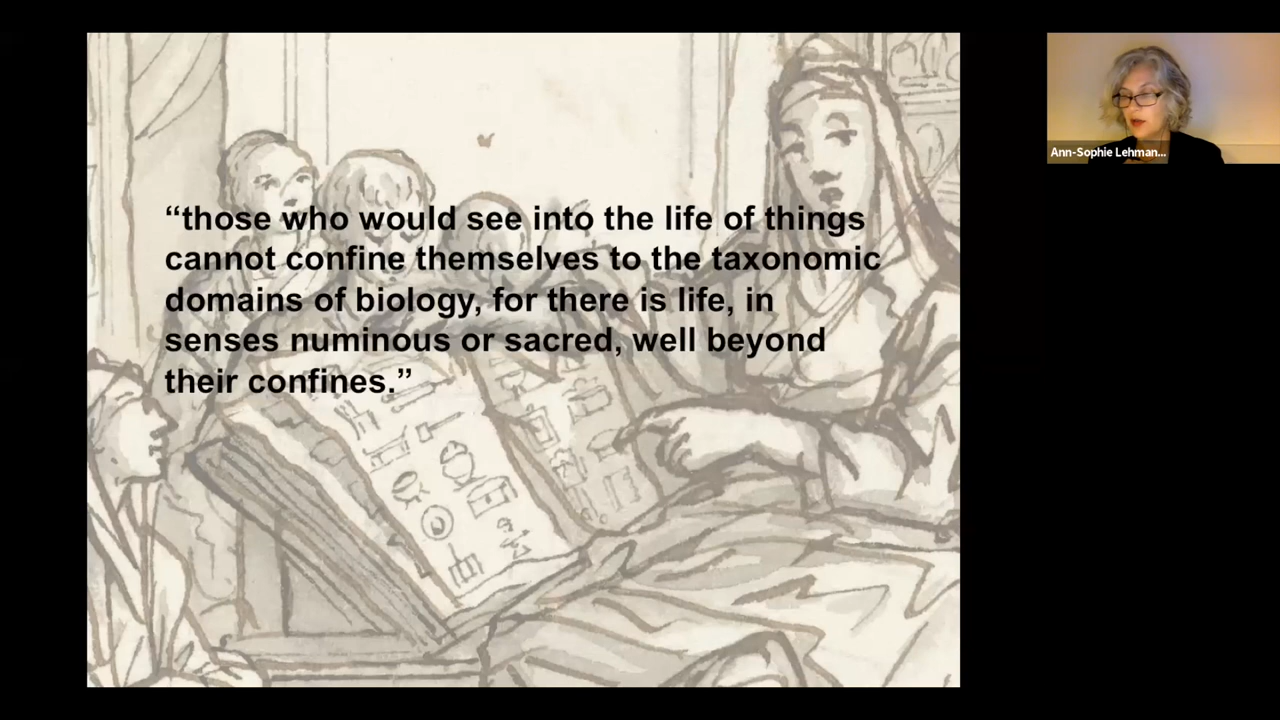 “those who would see into the life of things
cannot confine themselves to the taxonomic
domains of biology, for there is life, in
senses numinous or sacred, well beyond
their confines.”
Ann-Sophie Lehman...